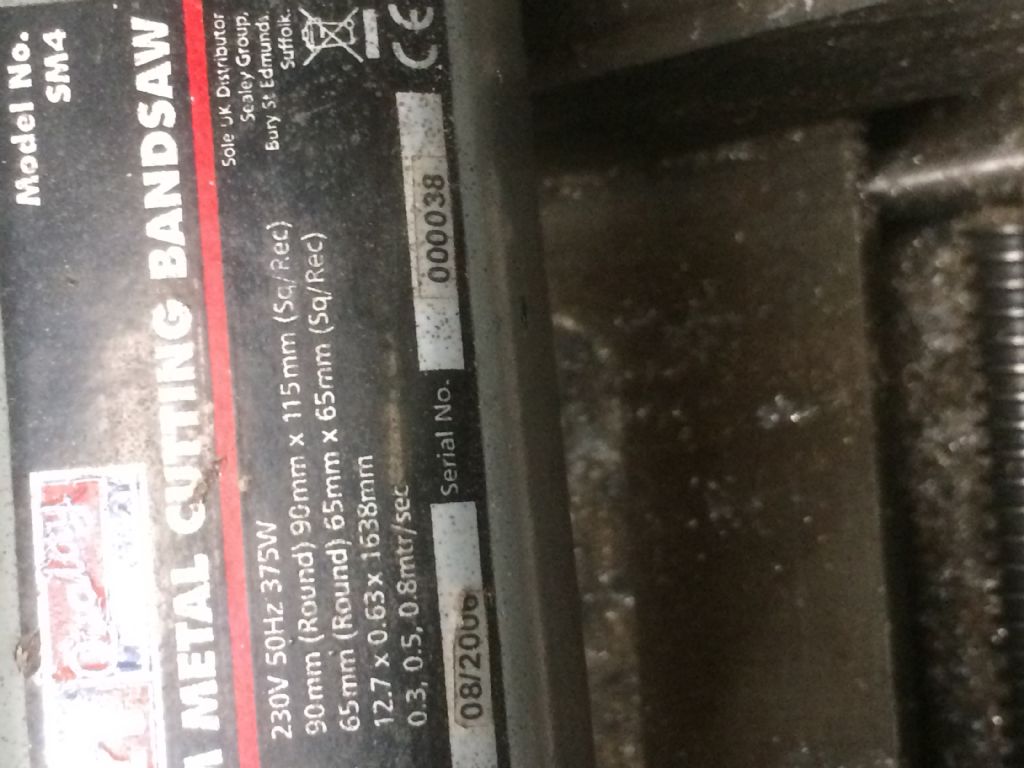 Model No.
SM4
METAL CUTTING BANDSAW
Sole UK Distributor
Sealey Group,
Bury St Edmunds,
Suffolk.
230V 50Hz 375W
90mm (Round) 90mm x 115mm (Sq/Rec)
65mm (Round) 65mm x 65mm (Sq/Rec)
12.7 x 0.63 x 1638mm
0.3, 0.5, 0.8mtr/sec
CE
08/2006 Serial No. 000038